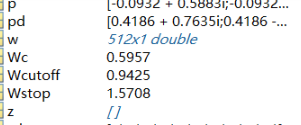 p [-0.0932 + 0.5883i;-0.0932...
pd [0.4186 + 0.7635i;0.4186 -...
w 512x1 double
Wc 0.5957
Wcutoff 0.9425
Wstop 1.5708
z []